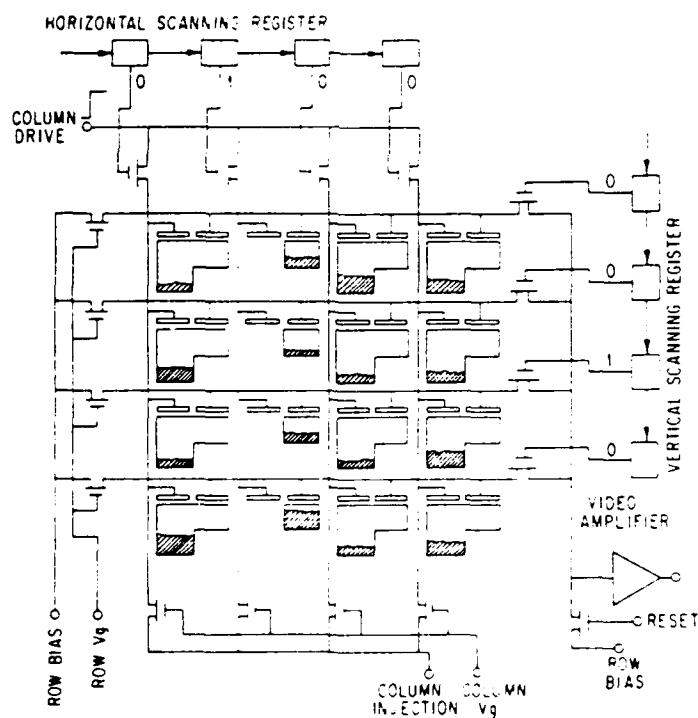 HORIZONTAL SCANNING REGISTER
0 1 0 0
COLUMN
DRIVE
0
0
1
0
VERTICAL SCANNING REGISTER
VIDEO
AMPLIFIER
RESET
ROW
BIAS
ROW BIAS
ROW Vg
COLUMN
INJECTION
COLUMN
Vg